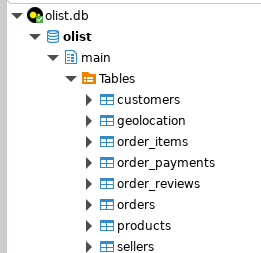 olist.db
olist
main
Tables
customers
geolocation
order_items
order_payments
order_reviews
orders
products
sellers